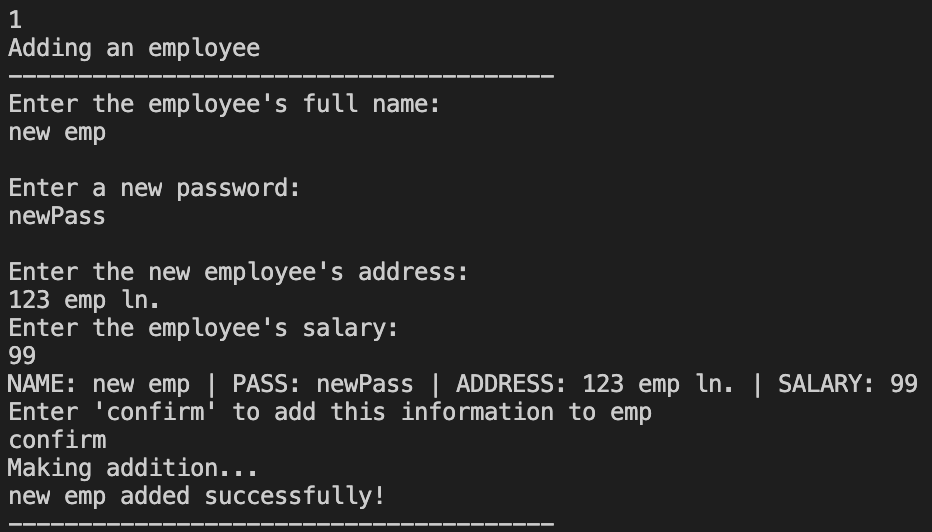 1
Adding an employee
---------------------------------------
Enter the employee's full name:
new emp
Enter a new password:
newPass
Enter the new employee's address:
123 emp ln.
Enter the employee's salary:
99
NAME: new emp | PASS: newPass | ADDRESS: 123 emp ln. | SALARY: 99
Enter 'confirm' to add this information to emp
confirm
Making addition...
new emp added successfully!
---------------------------------------